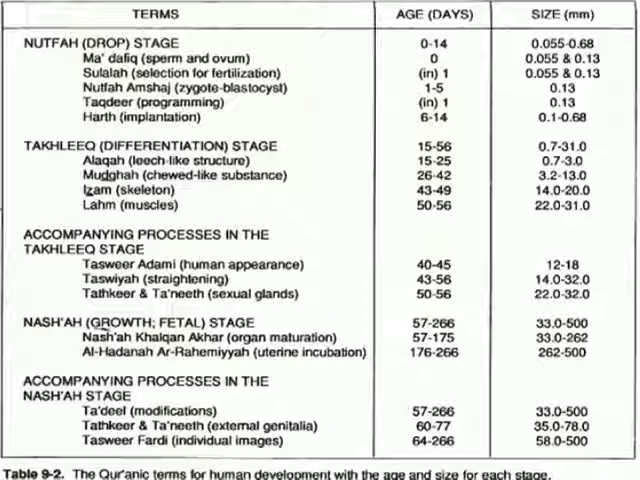 TERMS AGE (DAYS) SIZE (mm)
NUTFAH (DROP) STAGE 0-14 0.055-0.68
Ma' dafiq (sperm and ovum) 0 0.055 & 0.13
Sulalah (selection for fertilization) (in) 1 0.055 & 0.13
Nutfah Amshaj (zygote-blastocyst) 1-5 0.13
Taqdeer (programming) (in) 1 0.13
Harth (implantation) 6-14 0.1-0.68
TAKHLEEQ (DIFFERENTIATION) STAGE 15-56 0.7-31.0
Alaqah (leech-like structure) 15-25 0.7-3.0
Mudghah (chewed-like substance) 26-42 3.2-13.0
Izam (skeleton) 43-49 14.0-20.0
Lahm (muscles) 50-56 22.0-31.0
ACCOMPANYING PROCESSES IN THE
TAKHLEEQ STAGE
Tasweer Adami (human appearance) 40-45 12-18
Taswiyah (straightening) 43-56 14.0-32.0
Tathkeer & Ta'neeth (sexual glands) 50-56 22.0-32.0
NASH'AH (GROWTH; FETAL) STAGE 57-266 33.0-500
Nash'ah Khalqan Akhar (organ maturation) 57-175 33.0-262
Al-Hadanah Ar-Rahemiyyah (uterine incubation) 176-266 262-500
ACCOMPANYING PROCESSES IN THE
NASH'AH STAGE
Ta'deel (modifications) 57-266 33.0-500
Tathkeer & Ta'neeth (external genitalia) 60-77 35.0-78.0
Tasweer Fardi (individual images) 64-266 58.0-500
Table 9-2. The Qur'anic terms for human development with the age and size for each stage.